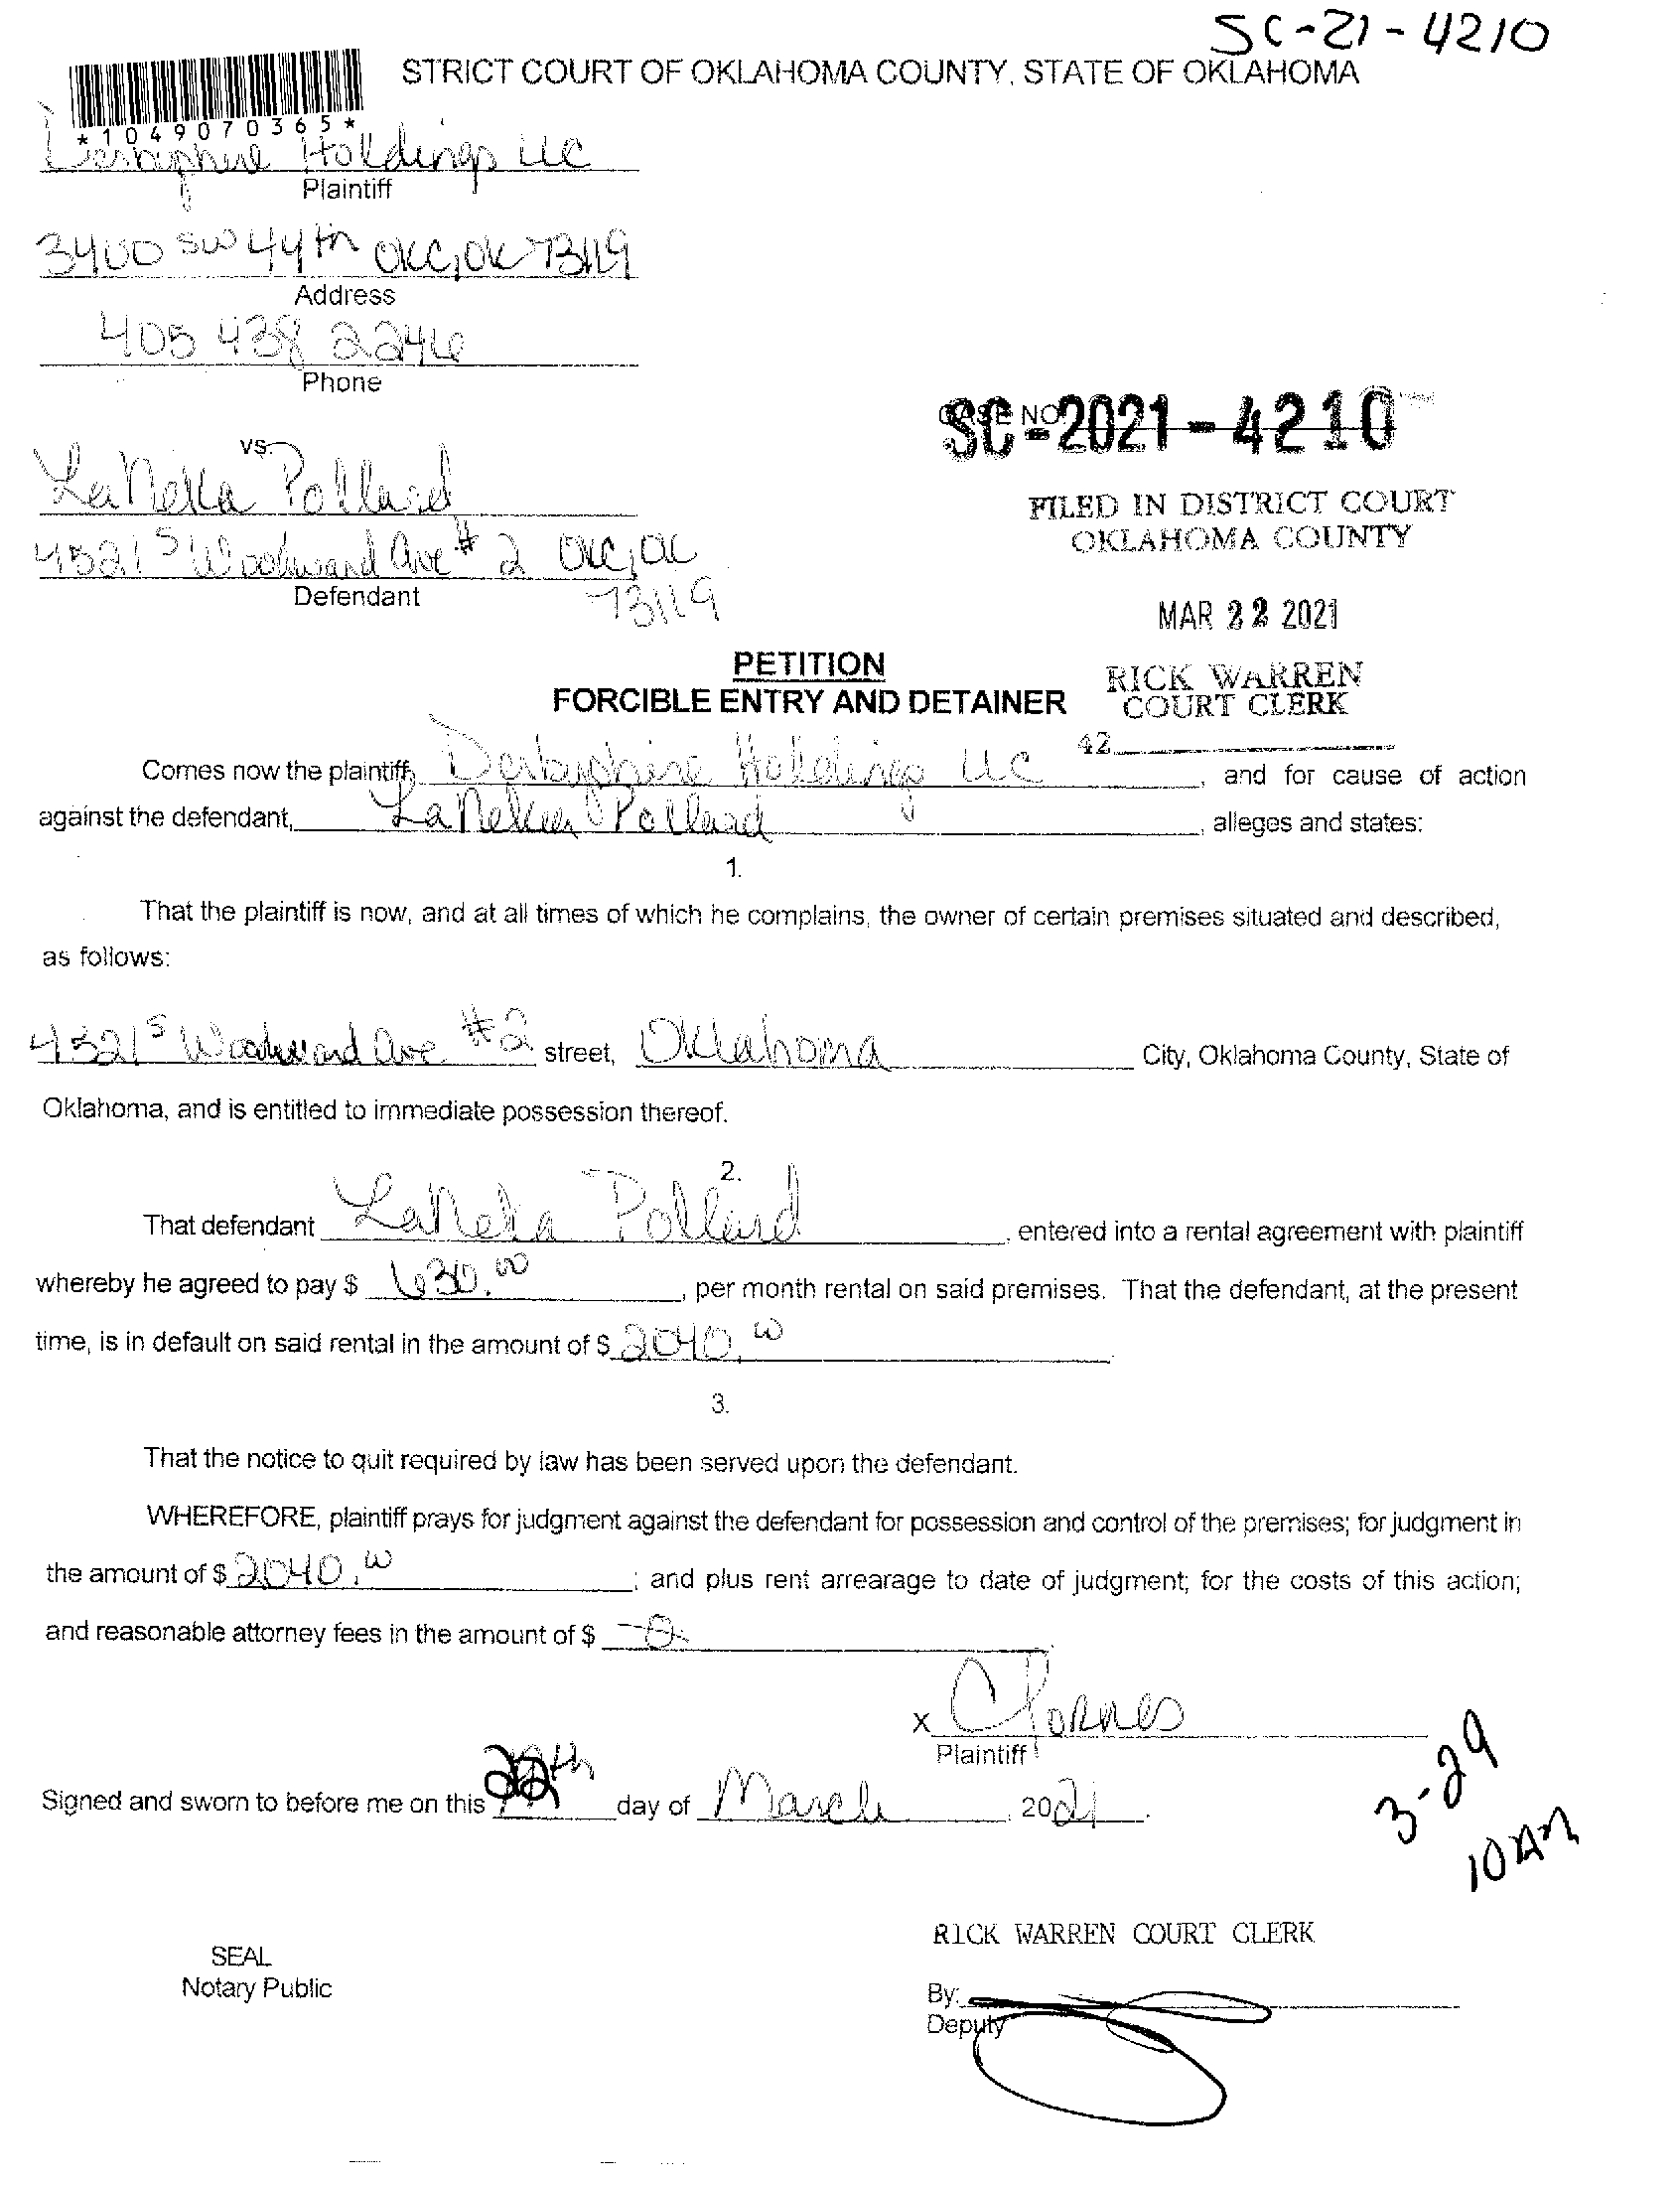 SC-21-4210
STRICT COURT OF OKLAHOMA COUNTY, STATE OF OKLAHOMA
*1049070365*
Derbyshire Holdings LLC
Plaintiff
3400 SW 44th OKC, OK 73119
Address
405 438 2246
Phone
CASE NO.
SC-2021-4210
vs.
LaNeka Pollard
FILED IN DISTRICT COURT
OKLAHOMA COUNTY
4321 S Woodward Ave #2 OKC, OK
Defendant
73119
MAR 22 2021
PETITION
FORCIBLE ENTRY AND DETAINER
RICK WARREN
COURT CLERK
42
Comes now the plaintiff, Derbyshire Holdings LLC, and for cause of action
against the defendant, Pollard, alleges and states:
1.
That the plaintiff is now, and at all times of which he complains, the owner of certain premises situated and described,
as follows:
4321 S Woodward Ave #2 street, Oklahoma City, Oklahoma County, State of
Oklahoma, and is entitled to immediate possession thereof.
2.
That defendant LaNeka Pollard, entered into a rental agreement with plaintiff
whereby he agreed to pay $ 630.00, per month rental on said premises. That the defendant, at the present
time, is in default on said rental in the amount of $ 2040.00.
3.
That the notice to quit required by law has been served upon the defendant.
WHEREFORE, plaintiff prays for judgment against the defendant for possession and control of the premises; for judgment in
the amount of $ 2040.00; and plus rent arrearage to date of judgment; for the costs of this action;
and reasonable attorney fees in the amount of $ -0-
x
Plaintiff
Signed and sworn to before me on this 22th day of March, 2021.
3-29
10 AM
RICK WARREN COURT CLERK
SEAL
Notary Public
By:
Deputy